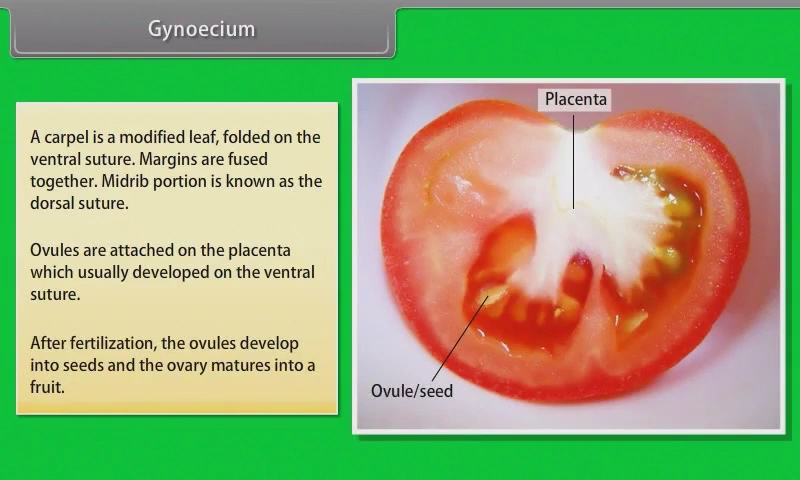 Gynoecium
A carpel is a modified leaf, folded on the
ventral suture. Margins are fused
together. Midrib portion is known as the
dorsal suture.
Ovules are attached on the placenta
which usually developed on the ventral
suture.
After fertilization, the ovules develop
into seeds and the ovary matures into a
fruit.
Placenta
Ovule/seed